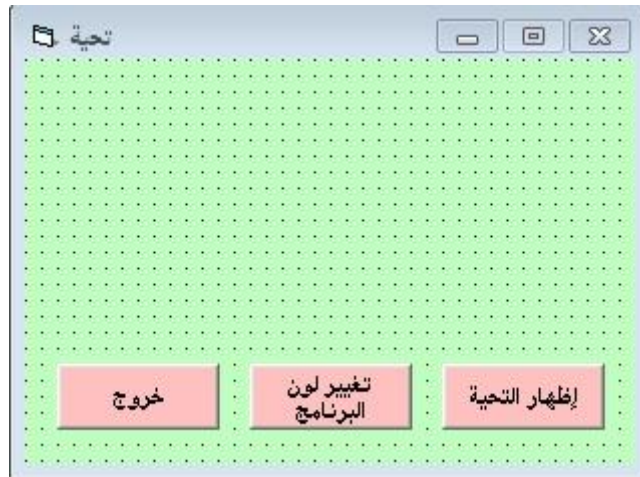 تحية
إظهار التحية
تغيير لون
البرنامج
خروج